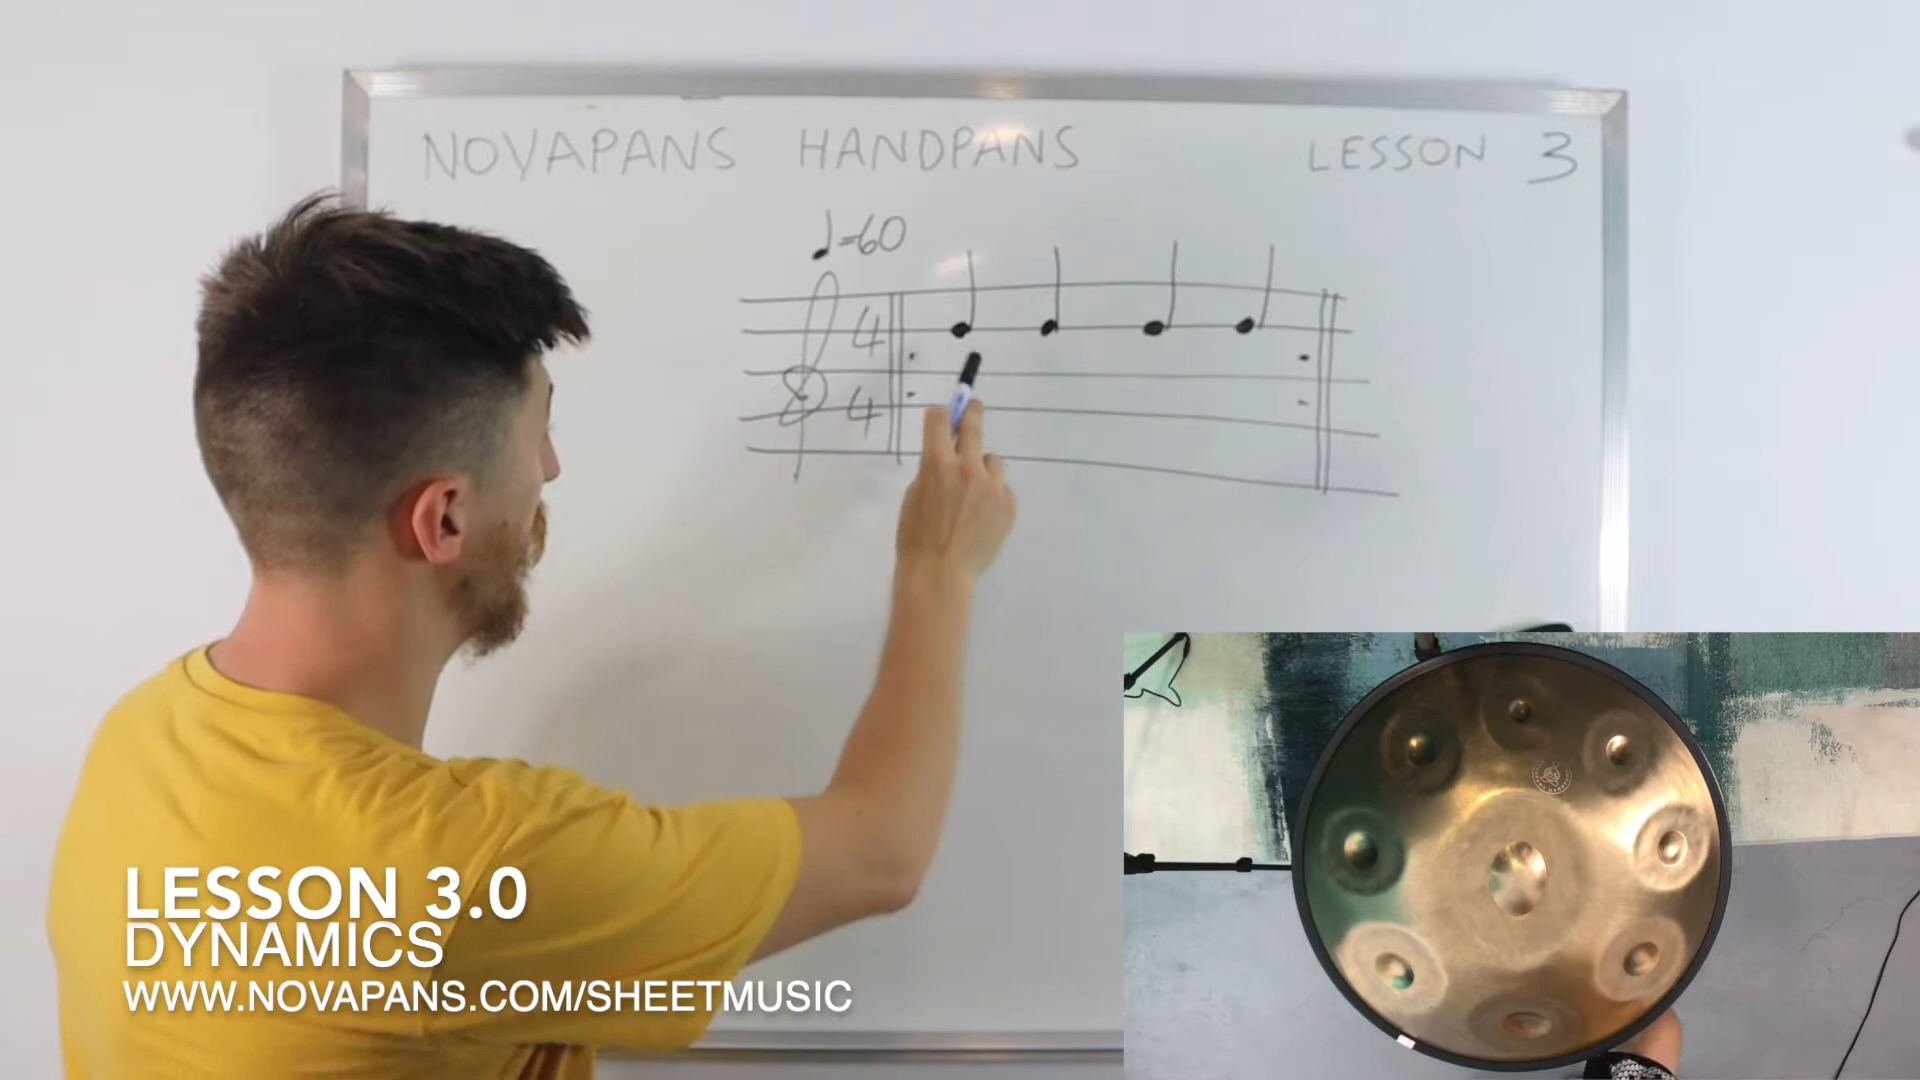 NOVAPANS HANDPANS LESSON 3
♩=60
4
4
LESSON 3.0
DYNAMICS
WWW.NOVAPANS.COM/SHEETMUSIC